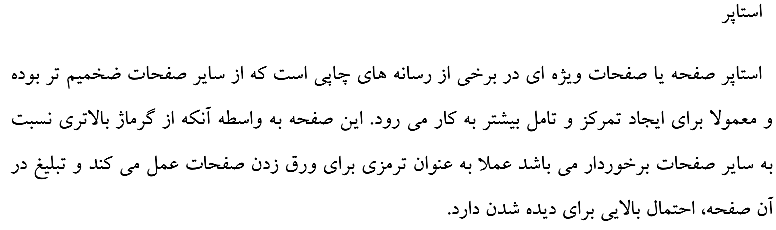 استاپر
استاپر صفحه یا صفحات ویژه ای در برخی از رسانه های چاپی است که از سایر صفحات ضخمیم تر بوده
و معمولا برای ایجاد تمرکز و تامل بیشتر به کار می رود. این صفحه به واسطه آنکه از گرماژ بالاتری نسبت
به سایر صفحات برخوردار می باشد عملا به عنوان ترمزی برای ورق زدن صفحات عمل می کند و تبلیغ در
آن صفحه، احتمال بالایی برای دیده شدن دارد.